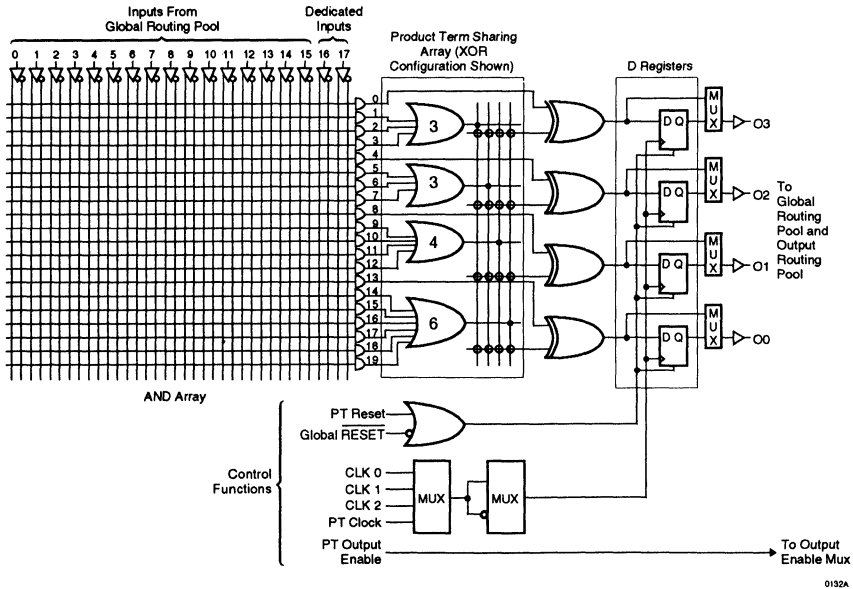 Inputs From
Global Routing Pool
Dedicated
Inputs
0 1 2 3 4 5 6 7 8 9 10 11 12 13 14 15 16 17
Product Term Sharing
Array (XOR
Configuration Shown)
D Registers
0
1
2
3
4
5
6
7
8
9
10
11
12
13
14
15
16
17
18
19
3
3
4
6
D Q
D Q
D Q
D Q
MUX
MUX
MUX
MUX
O3
O2
O1
O0
To
Global
Routing
Pool and
Output
Routing
Pool
AND Array
Control
Functions
PT Reset
Global RESET
CLK 0
CLK 1
CLK 2
PT Clock
MUX
MUX
PT Output
Enable
To Output
Enable Mux
0132A